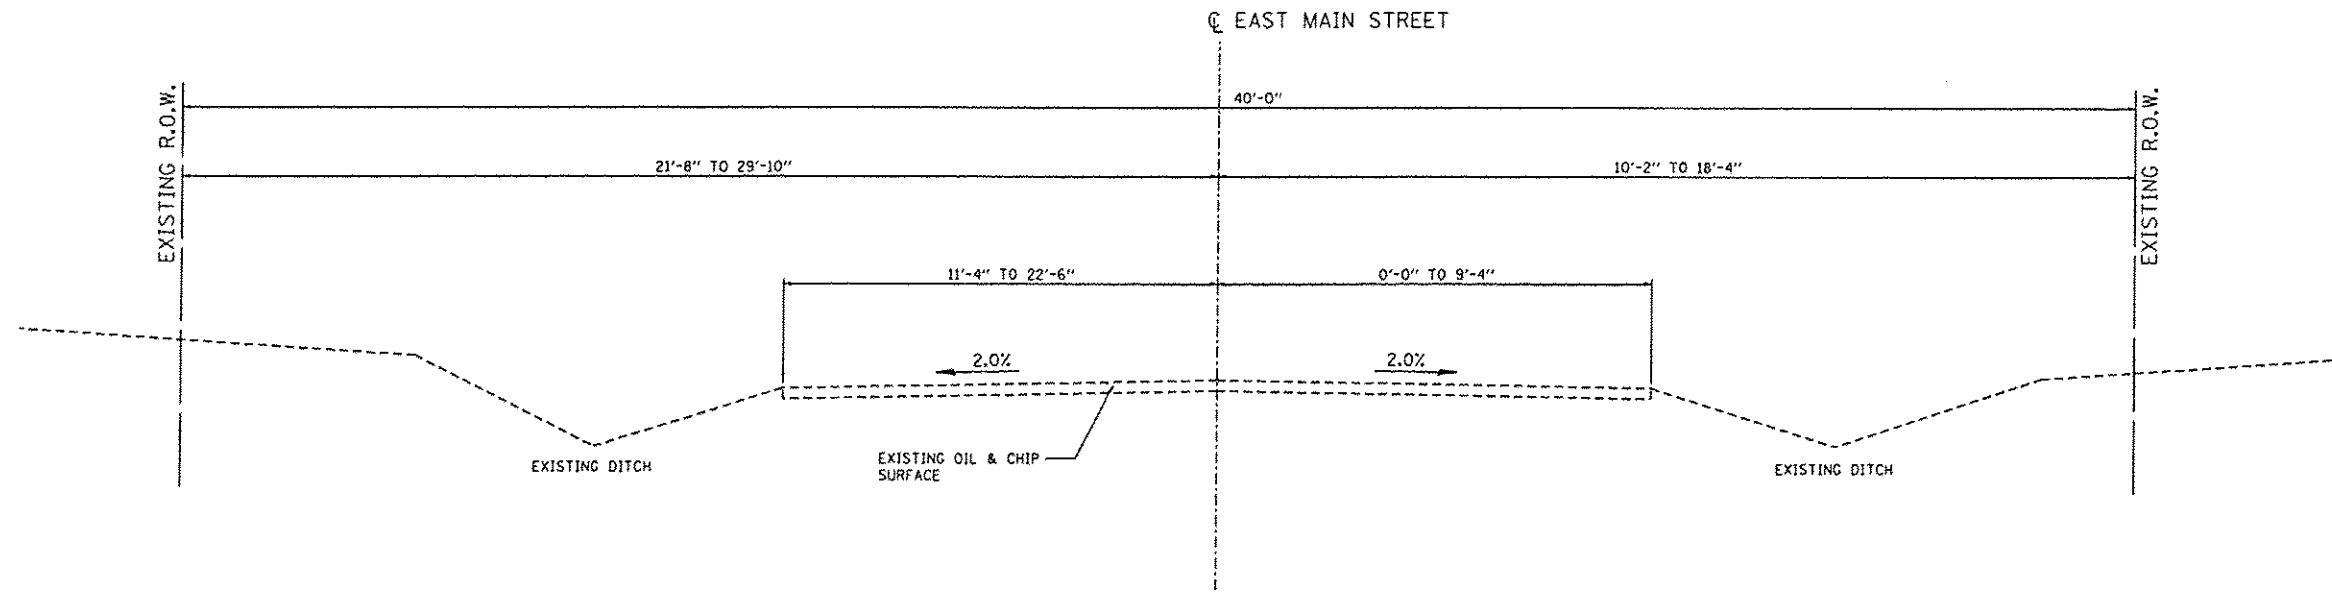 ℄ EAST MAIN STREET
40'-0"
EXISTING R.O.W.
EXISTING R.O.W.
21'-8" TO 29'-10"
10'-2" TO 18'-4"
11'-4" TO 22'-6"
0'-0" TO 9'-4"
2.0%
2.0%
EXISTING DITCH
EXISTING OIL & CHIP
SURFACE
EXISTING DITCH